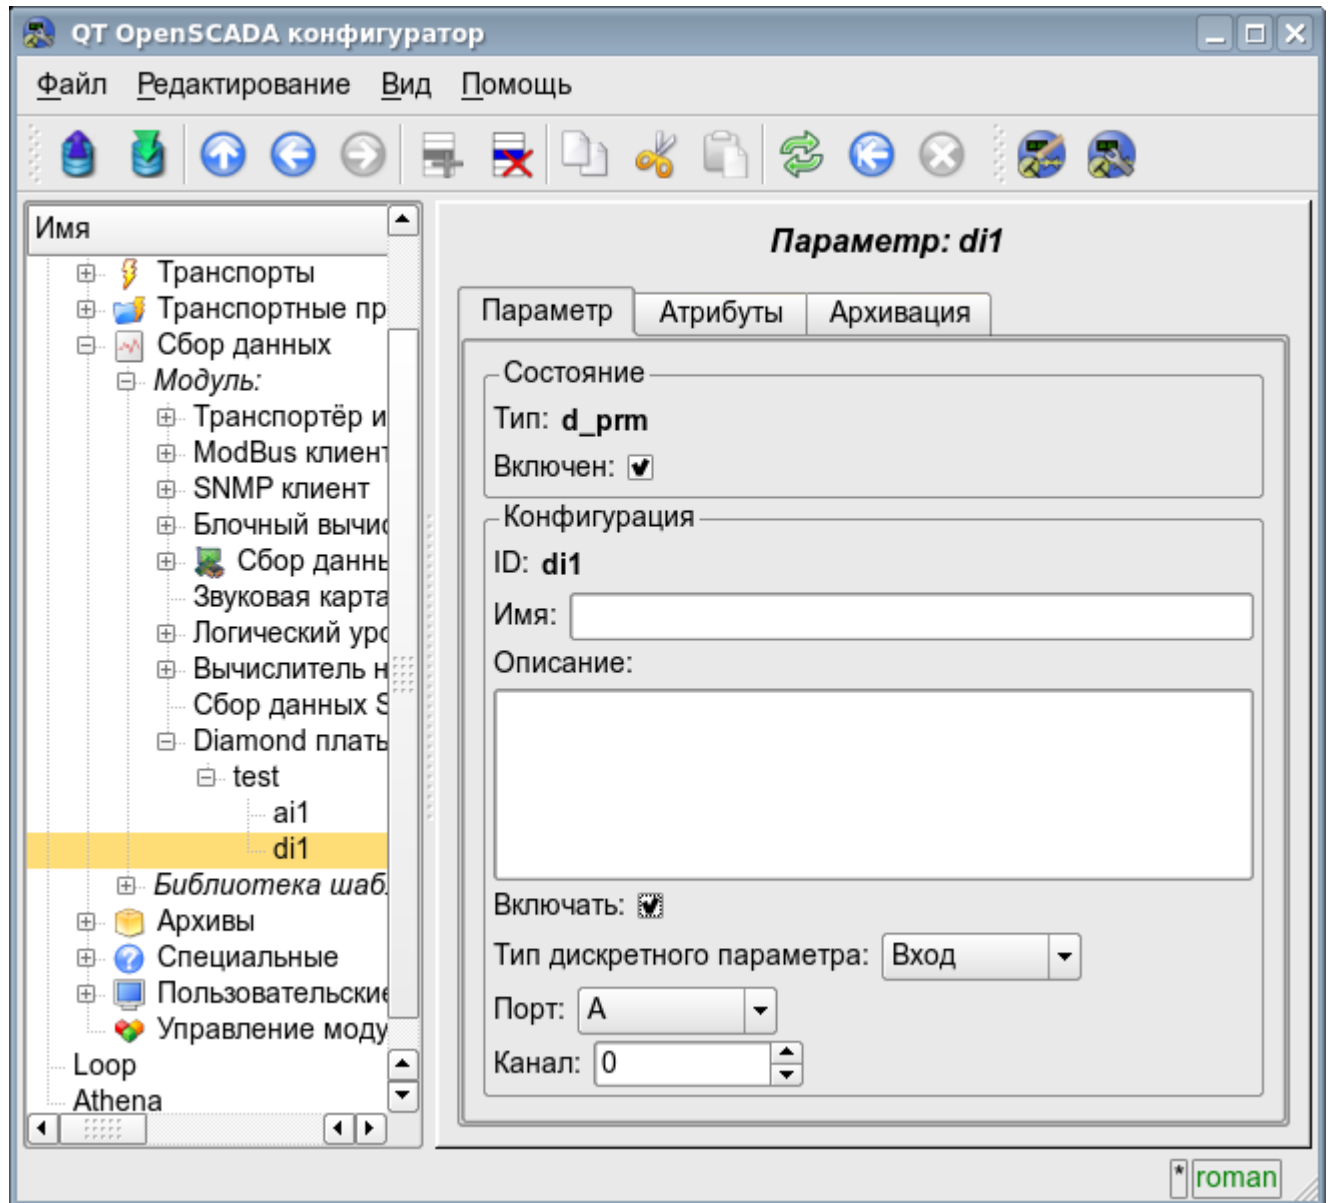 QT OpenSCADA конфигуратор
Файл Редактирование Вид Помощь
Имя
Транспорты
Транспортные пр
Сбор данных
Модуль:
Транспортёр и
ModBus клиент
SNMP клиент
Блочный вычис
Сбор данны
Звуковая карта
Логический уро
Вычислитель н
Сбор данных S
Diamond платы
test
ai1
di1
Библиотека шаб
Архивы
Специальные
Пользовательские
Управление моду
Loop
Athena
Параметр: di1
Параметр Атрибуты Архивация
Состояние
Тип: d_prm
Включен:
Конфигурация
ID: di1
Имя:
Описание:
Включать:
Тип дискретного параметра: Вход
Порт: A
Канал: 0
* roman